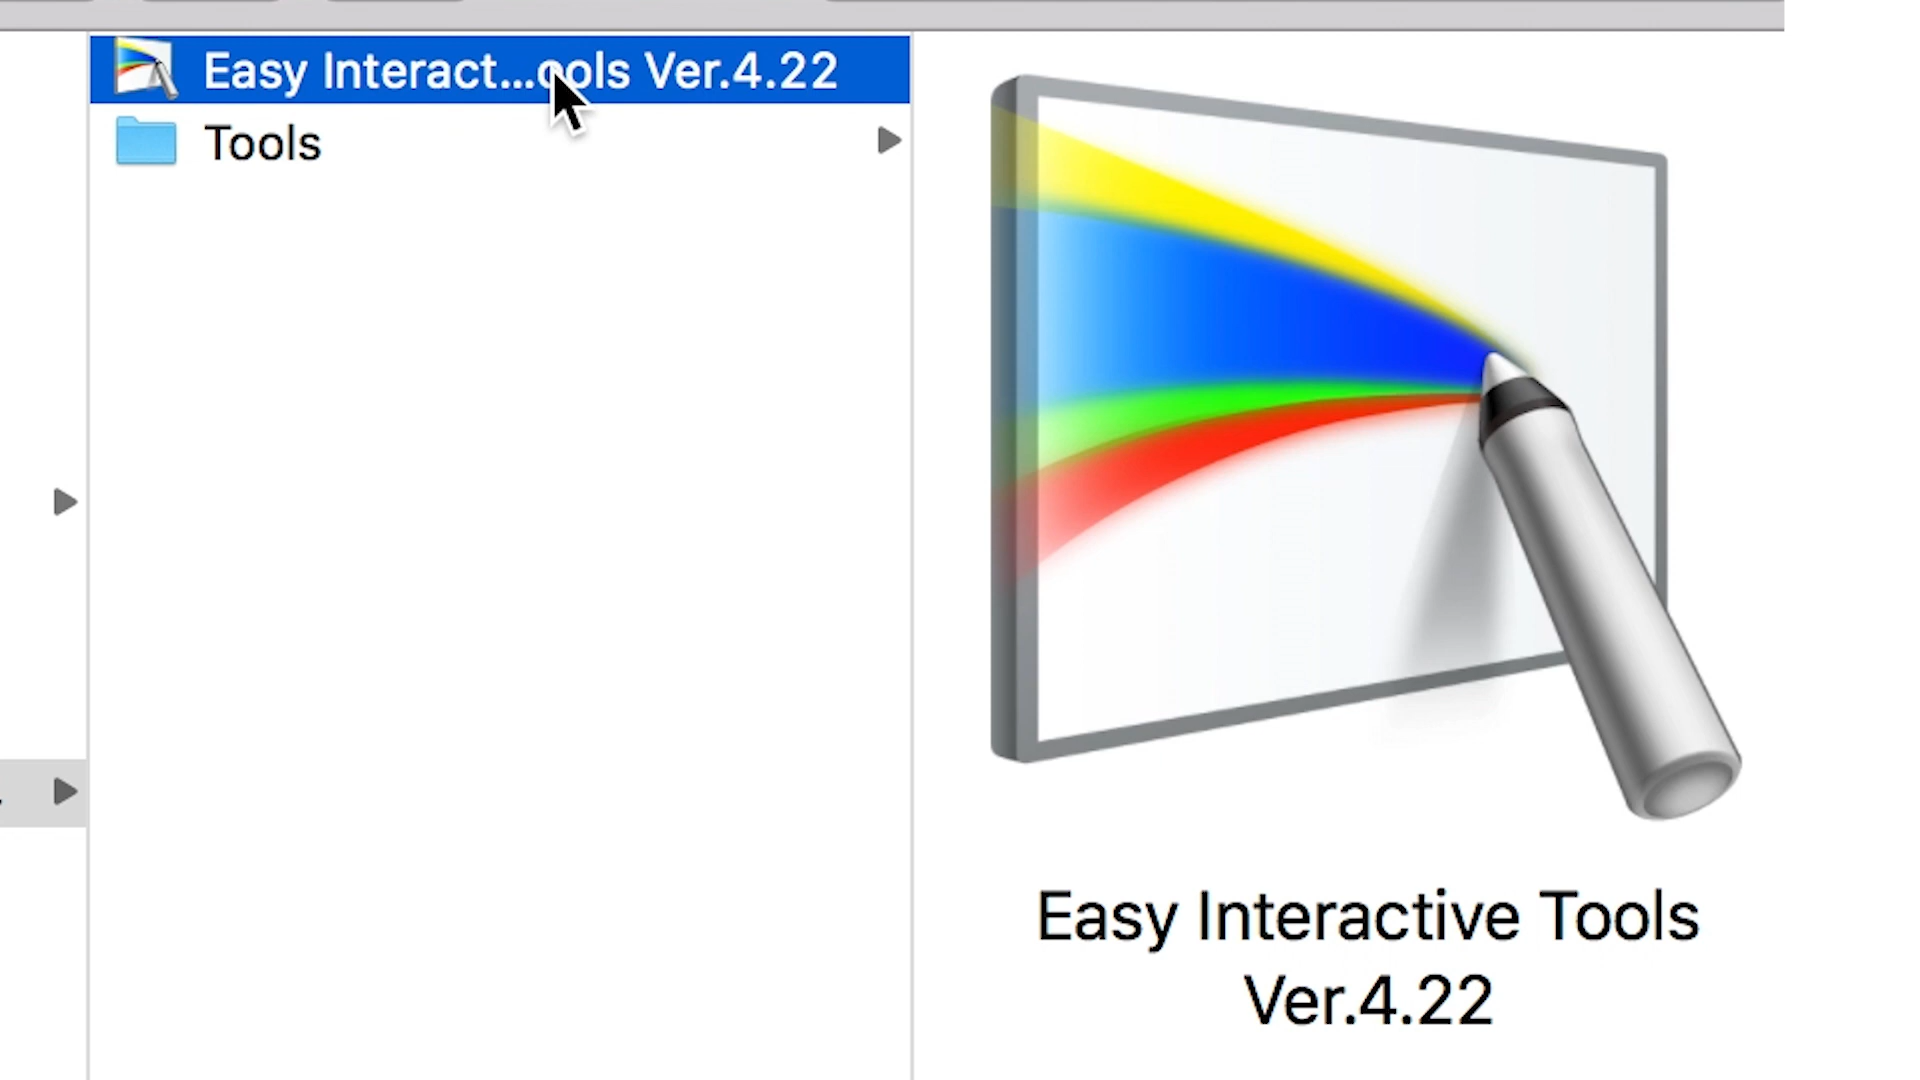 Easy Interact...ools Ver.4.22
Tools
Easy Interactive Tools
Ver.4.22